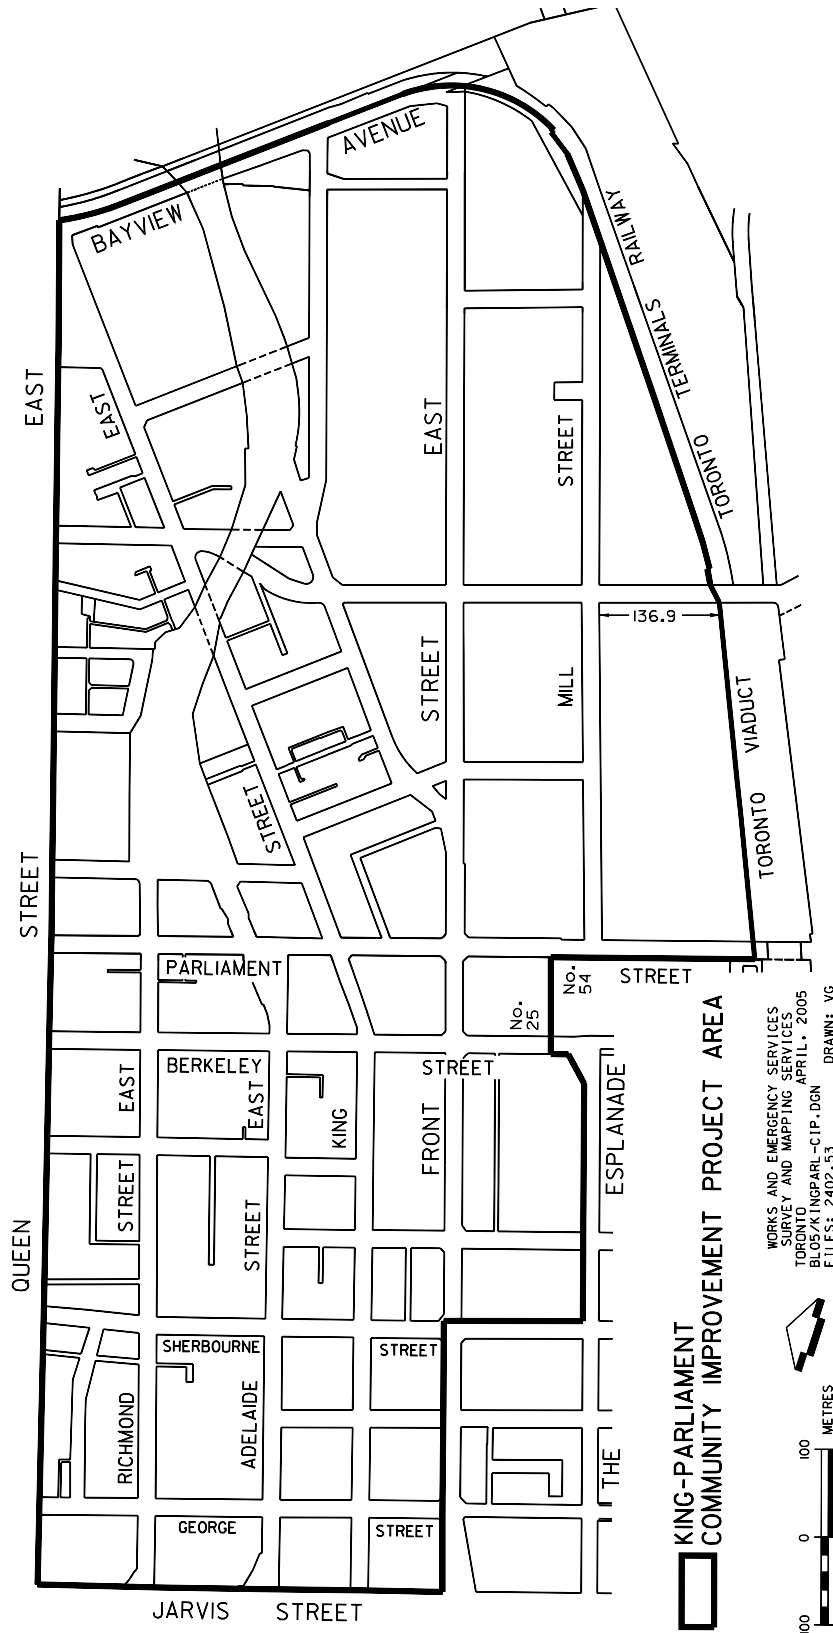 BAYVIEW AVENUE
TORONTO TERMINALS RAILWAY
EAST
EAST
EAST
STREET
136.9
STREET
MILL
TORONTO VIADUCT
STREET
STREET
PARLIAMENT
STREET
No.
25
No.
54
BERKELEY
STREET
EAST
EAST
KING
FRONT
ESPLANADE
STREET
STREET
QUEEN
SHERBOURNE
STREET
RICHMOND
ADELAIDE
THE
GEORGE
STREET
JARVIS STREET
KING-PARLIAMENT
COMMUNITY IMPROVEMENT PROJECT AREA
WORKS AND EMERGENCY SERVICES
SURVEY AND MAPPING SERVICES
TORONTO APRIL, 2005
BL05/KINGPARL-CIP.DGN DRAWN: VG
FILES: 2402-53
100 0 100
METRES